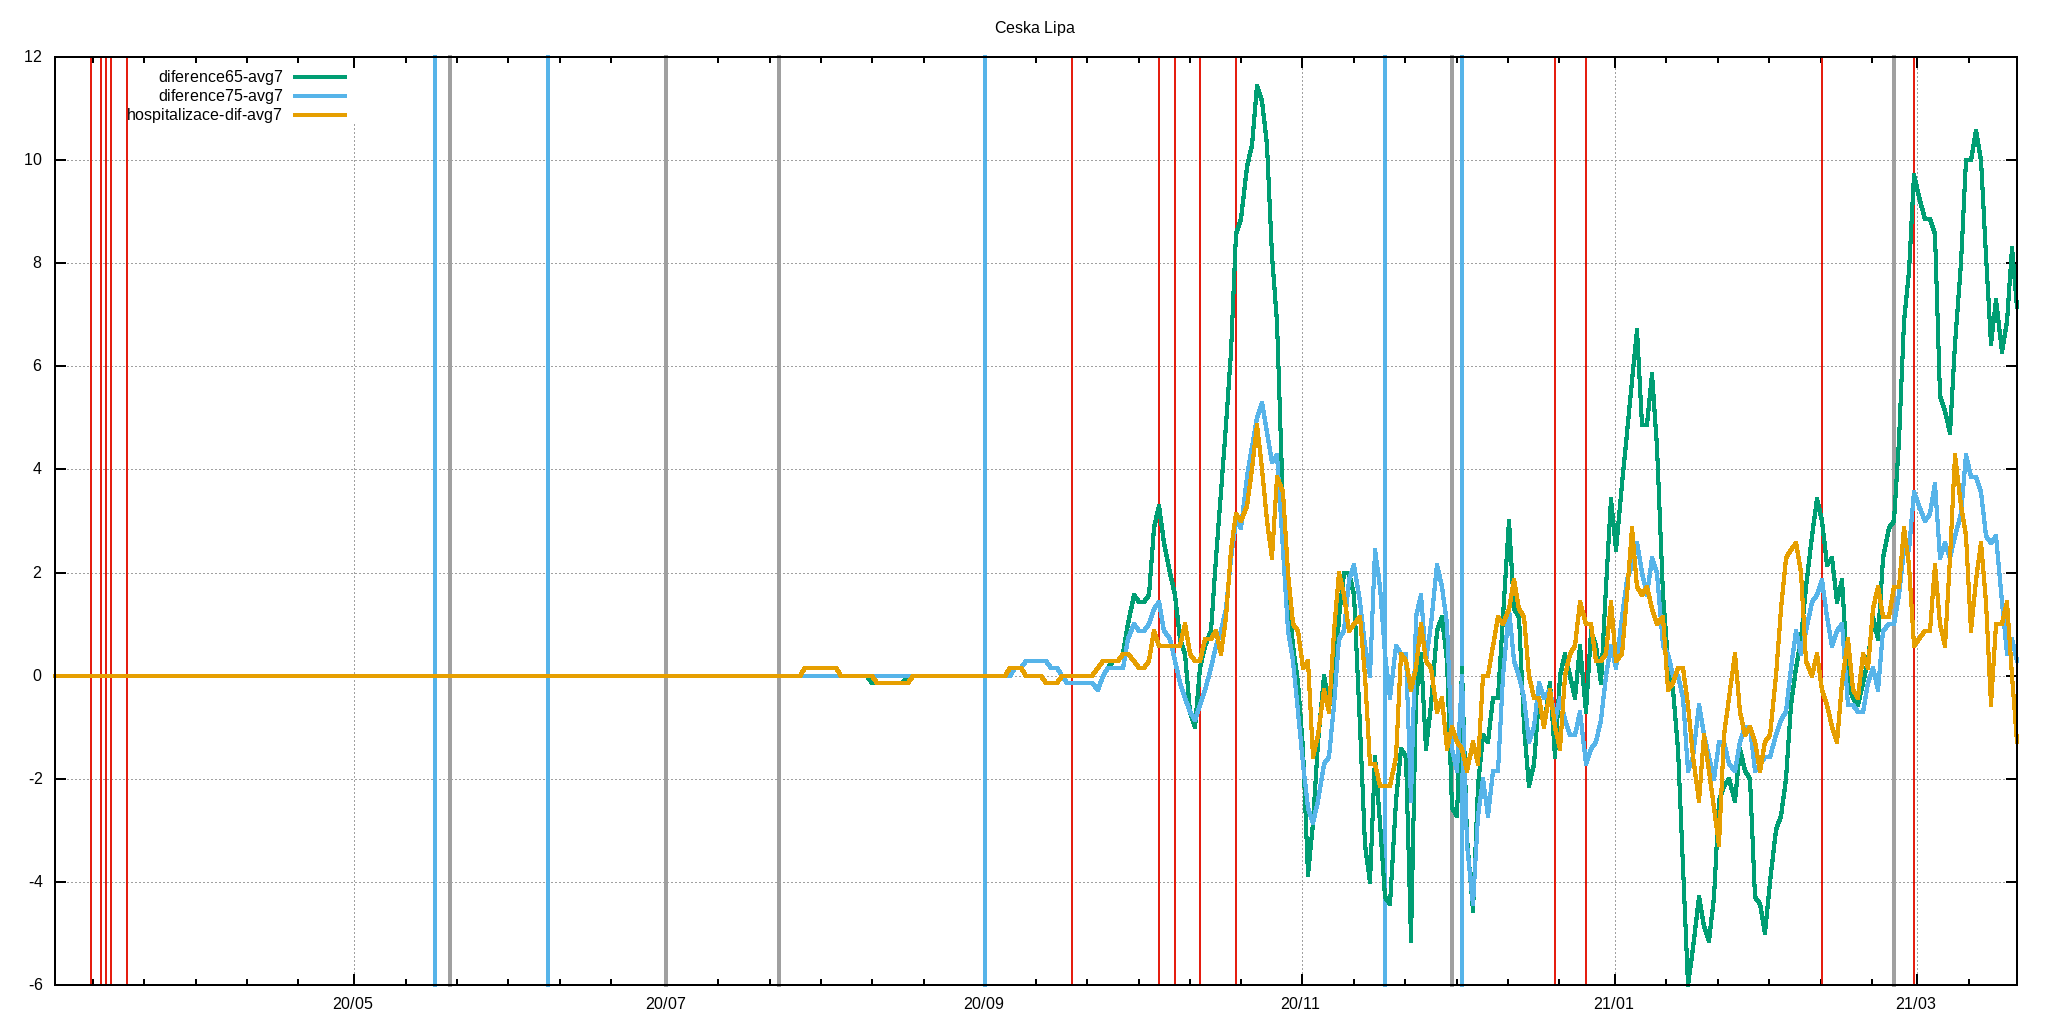 Ceska Lipa
diference65-avg7
diference75-avg7
hospitalizace-dif-avg7
12
10
8
6
4
2
0
-2
-4
-6
20/05 20/07 20/09 20/11 21/01 21/03